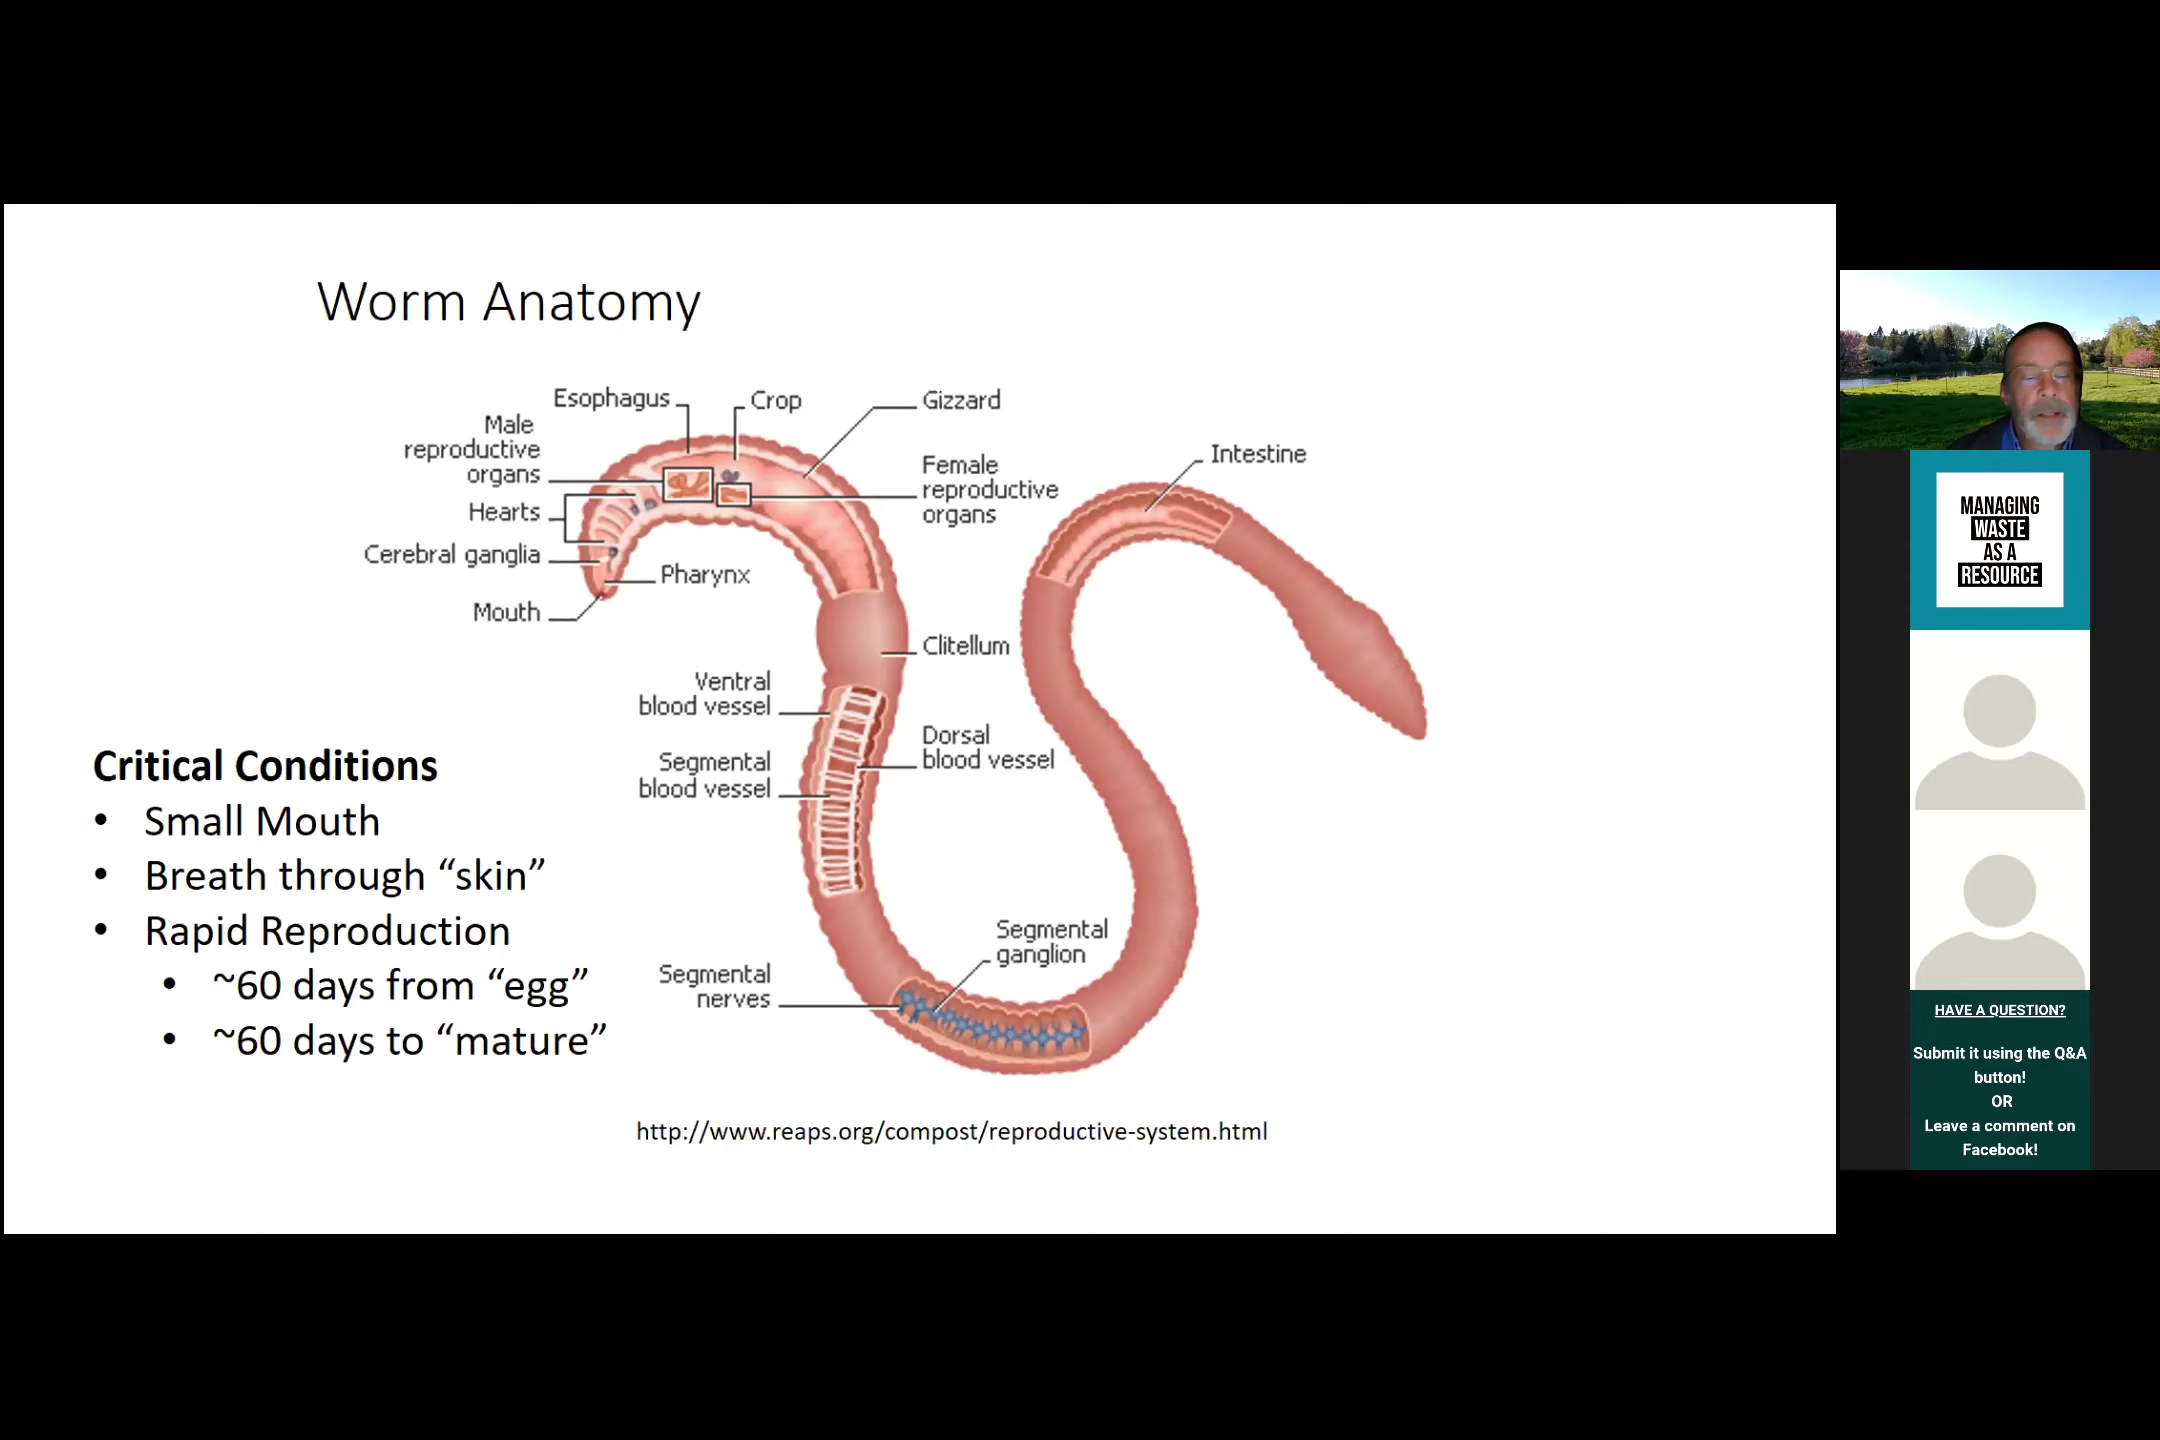 Worm Anatomy
Esophagus
Crop
Gizzard
Male
reproductive
organs
Hearts
Cerebral ganglia
Mouth
Pharynx
Female
reproductive
organs
Intestine
Clitellum
Ventral
blood vessel
Segmental
blood vessel
Dorsal
blood vessel
Segmental
nerves
Segmental
ganglion
Critical Conditions
• Small Mouth
• Breath through “skin”
• Rapid Reproduction
• ~60 days from “egg”
• ~60 days to “mature”
http://www.reaps.org/compost/reproductive-system.html
MANAGING
WASTE
AS A
RESOURCE
HAVE A QUESTION?
Submit it using the Q&A
button!
OR
Leave a comment on
Facebook!